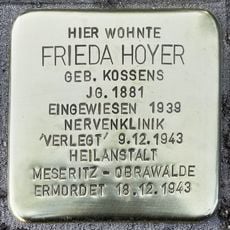 HIER WOHNTE
FRIEDA HOYER
GEB. KOSSENS
JG. 1881
EINGEWIESEN 1939
NERVENKLINIK
'VERLEGT' 9.12.1943
HEILANSTALT
MESERITZ - OBRAWALDE
ERMORDET 18.12.1943